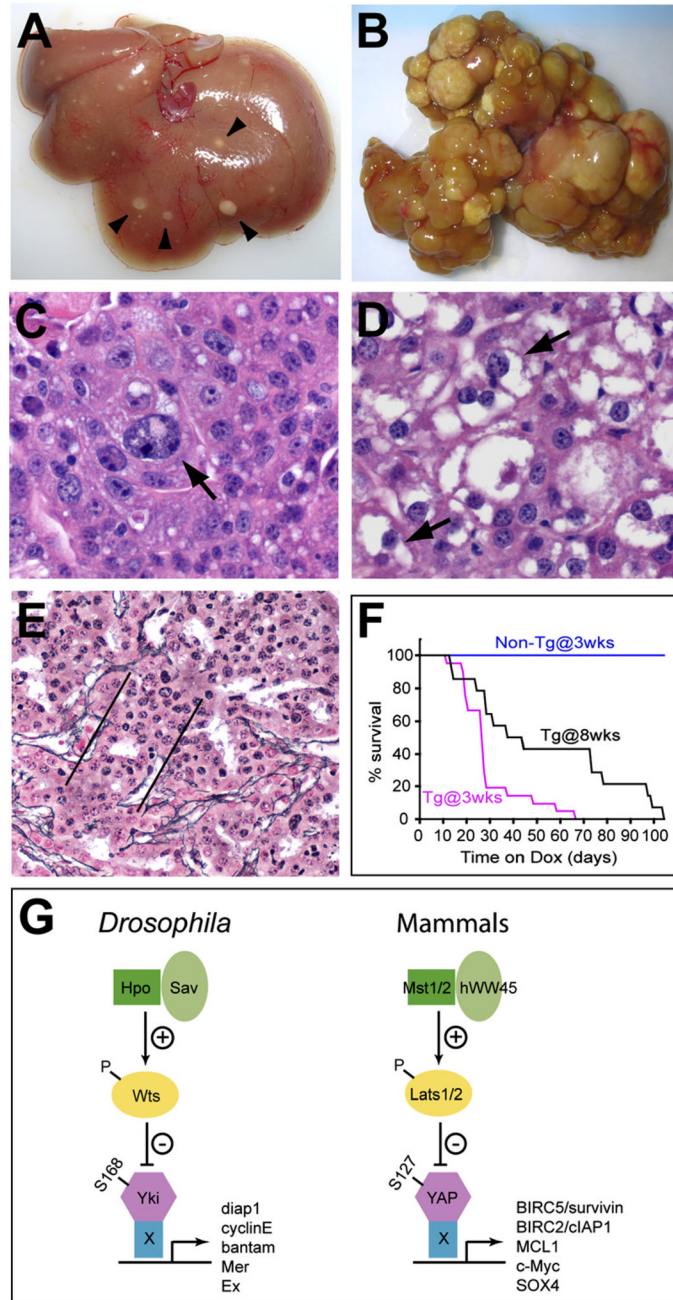 A
B
C
D
E
F
Non-Tg@3wks
100
80
60
40
20
0
% survival
Tg@8wks
Tg@3wks
0 10 20 30 40 50 60 70 80 90 100
Time on Dox (days)
G
Drosophila
Hpo
Sav
+
P
Wts
-
S168
Yki
X
diap1
cyclinE
bantam
Mer
Ex
Mammals
Mst1/2
hWW45
+
P
Lats1/2
-
S127
YAP
X
BIRC5/survivin
BIRC2/cIAP1
MCL1
c-Myc
SOX4